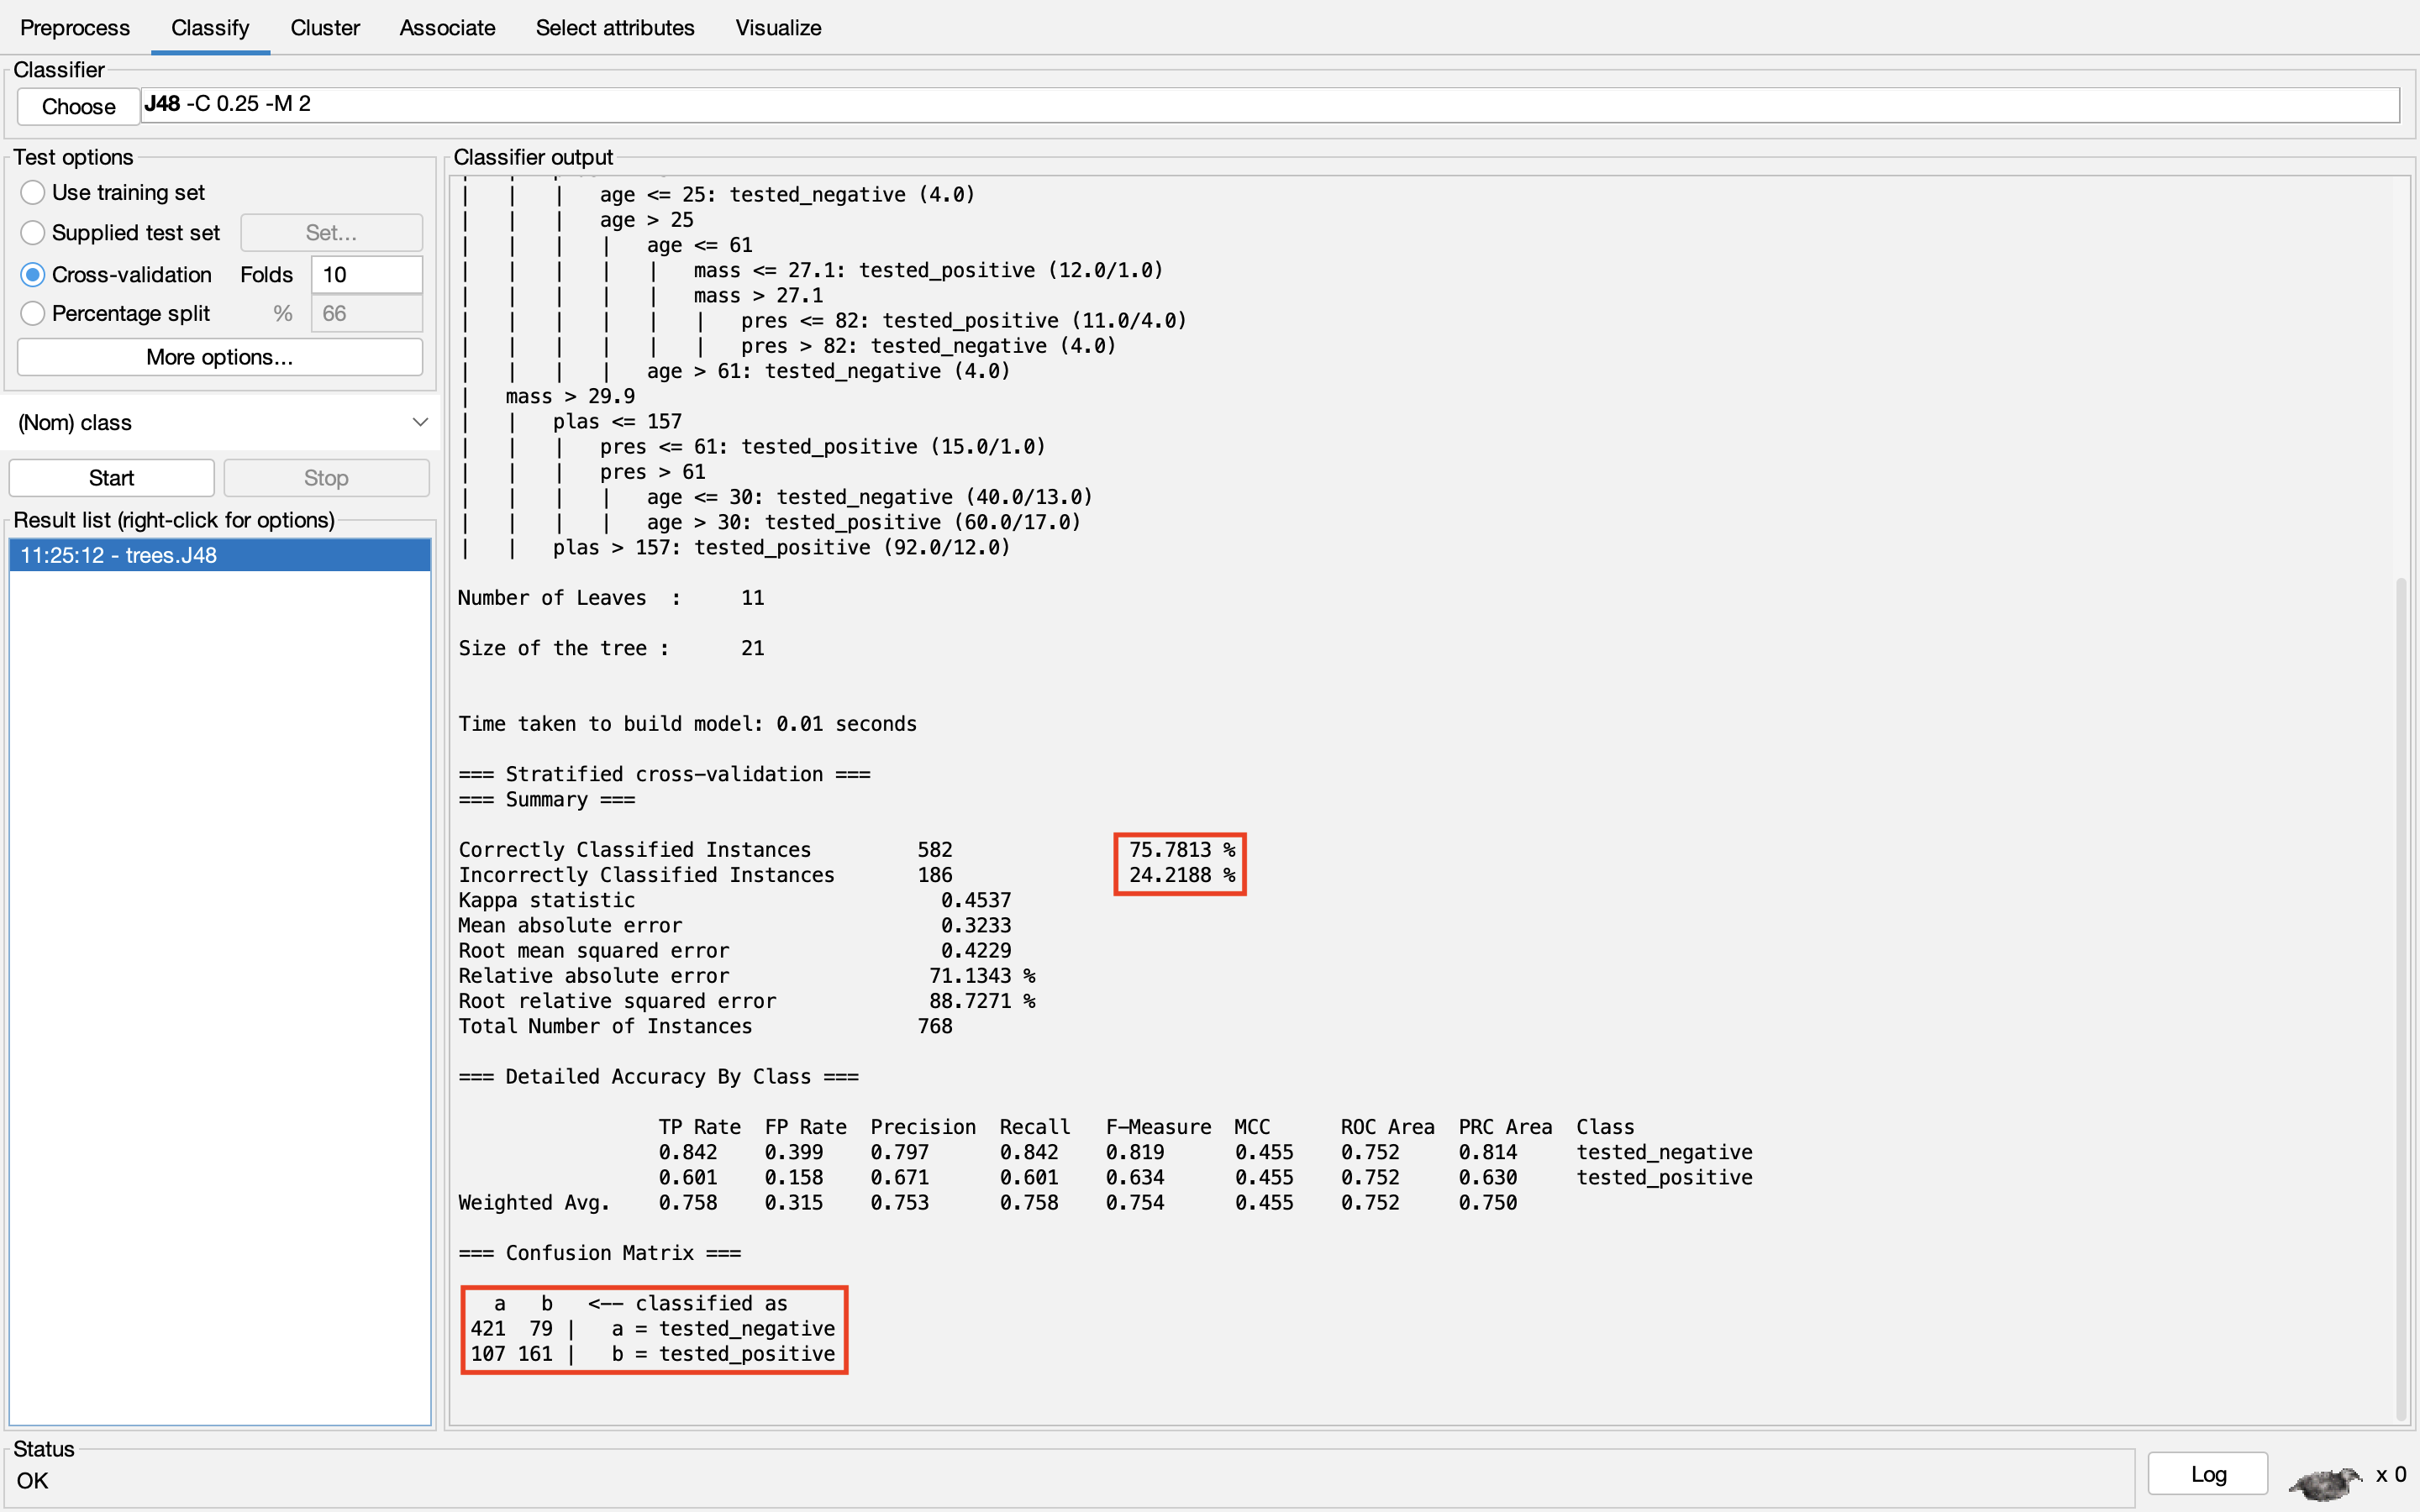 Preprocess Classify Cluster Associate Select attributes Visualize
Classifier
Choose J48 -C 0.25 -M 2
Test options
Use training set
Supplied test set Set...
Cross-validation Folds 10
Percentage split % 66
More options...
(Nom) class
Start Stop
Result list (right-click for options)
11:25:12 - trees.J48
Classifier output
| | | age <= 25: tested_negative (4.0)
| | | age > 25
| | | | age <= 61
| | | | | mass <= 27.1: tested_positive (12.0/1.0)
| | | | | mass > 27.1
| | | | | | pres <= 82: tested_positive (11.0/4.0)
| | | | | | pres > 82: tested_negative (4.0)
| | | | age > 61: tested_negative (4.0)
| mass > 29.9
| | plas <= 157
| | | pres <= 61: tested_positive (15.0/1.0)
| | | pres > 61
| | | | age <= 30: tested_negative (40.0/13.0)
| | | | age > 30: tested_positive (60.0/17.0)
| | plas > 157: tested_positive (92.0/12.0)
Number of Leaves : 11
Size of the tree : 21
Time taken to build model: 0.01 seconds
=== Stratified cross-validation ===
=== Summary ===
Correctly Classified Instances 582 75.7813 %
Incorrectly Classified Instances 186 24.2188 %
Kappa statistic 0.4537
Mean absolute error 0.3233
Root mean squared error 0.4229
Relative absolute error 71.1343 %
Root relative squared error 88.7271 %
Total Number of Instances 768
=== Detailed Accuracy By Class ===
TP Rate FP Rate Precision Recall F-Measure MCC ROC Area PRC Area Class
0.842 0.399 0.797 0.842 0.819 0.455 0.752 0.814 tested_negative
0.601 0.158 0.671 0.601 0.634 0.455 0.752 0.630 tested_positive
Weighted Avg. 0.758 0.315 0.753 0.758 0.754 0.455 0.752 0.750
=== Confusion Matrix ===
a b <-- classified as
421 79 | a = tested_negative
107 161 | b = tested_positive
Status
OK
Log x 0